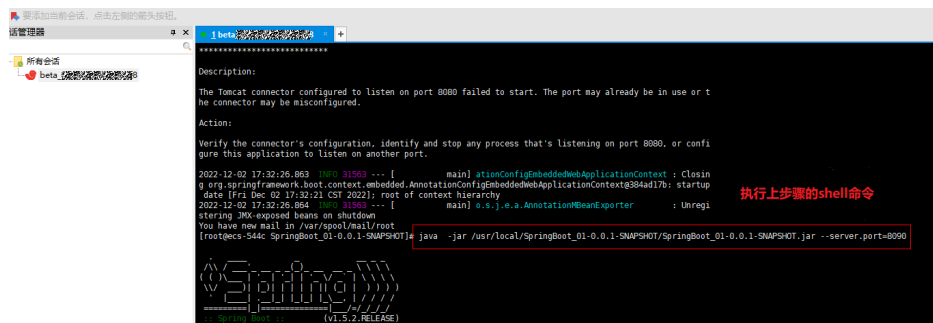 要添加当前会话，点击左侧的箭头按钮。
话管理器
1 beta
所有会话
beta_ 8
***************************
Description:
The Tomcat connector configured to listen on port 8080 failed to start. The port may already be in use or t
he connector may be misconfigured.
Action:
Verify the connector's configuration, identify and stop any process that's listening on port 8080, or confi
gure this application to listen on another port.
2022-12-02 17:32:26.863 INFO 31563 --- [ main] ationConfigEmbeddedWebApplicationContext : Closin
g org.springframework.boot.context.embedded.AnnotationConfigEmbeddedWebApplicationContext@384ad17b: startup
date [Fri Dec 02 17:32:21 CST 2022]; root of context hierarchy
2022-12-02 17:32:26.864 INFO 31563 --- [ main] o.s.j.e.a.AnnotationMBeanExporter : Unregi
stering JMX-exposed beans on shutdown
You have new mail in /var/spool/mail/root
执行上步骤的shell命令
[root@ecs-544c SpringBoot_01-0.0.1-SNAPSHOT]# java -jar /usr/local/SpringBoot_01-0.0.1-SNAPSHOT/SpringBoot_01-0.0.1-SNAPSHOT.jar --server.port=8090
:: Spring Boot :: (v1.5.2.RELEASE)